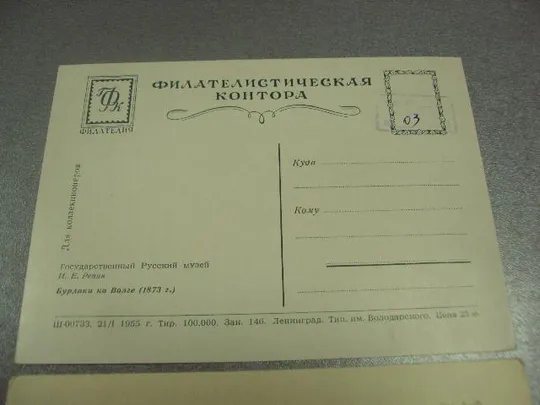 ФК
ФИЛАТЕЛИЯ
ФИЛАТЕЛИСТИЧЕСКАЯ
КОНТОРА
03
Для коллекционеров
Куда
Кому
Государственный Русский музей
И. Е. Репин
Бурлаки на Волге (1873 г.)
Ш-00733. 21/I 1955 г. Тир. 100.000. Зак. 146. Ленинград. Тип. им. Володарского. Цена 25 к.